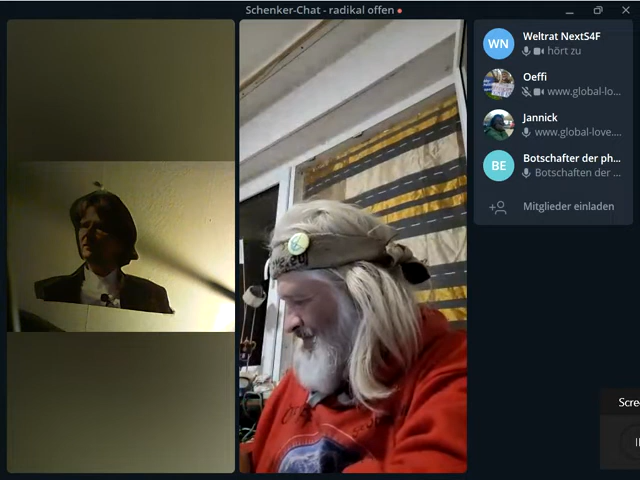 Schenker-Chat - radikal offen
Weltrat NextS4F
WN
hört zu
Oeffi
www.global-lo...
Jannick
www.global-love....
Botschafter der ph...
BE
Botschaften der ...
Mitglieder einladen
Scre